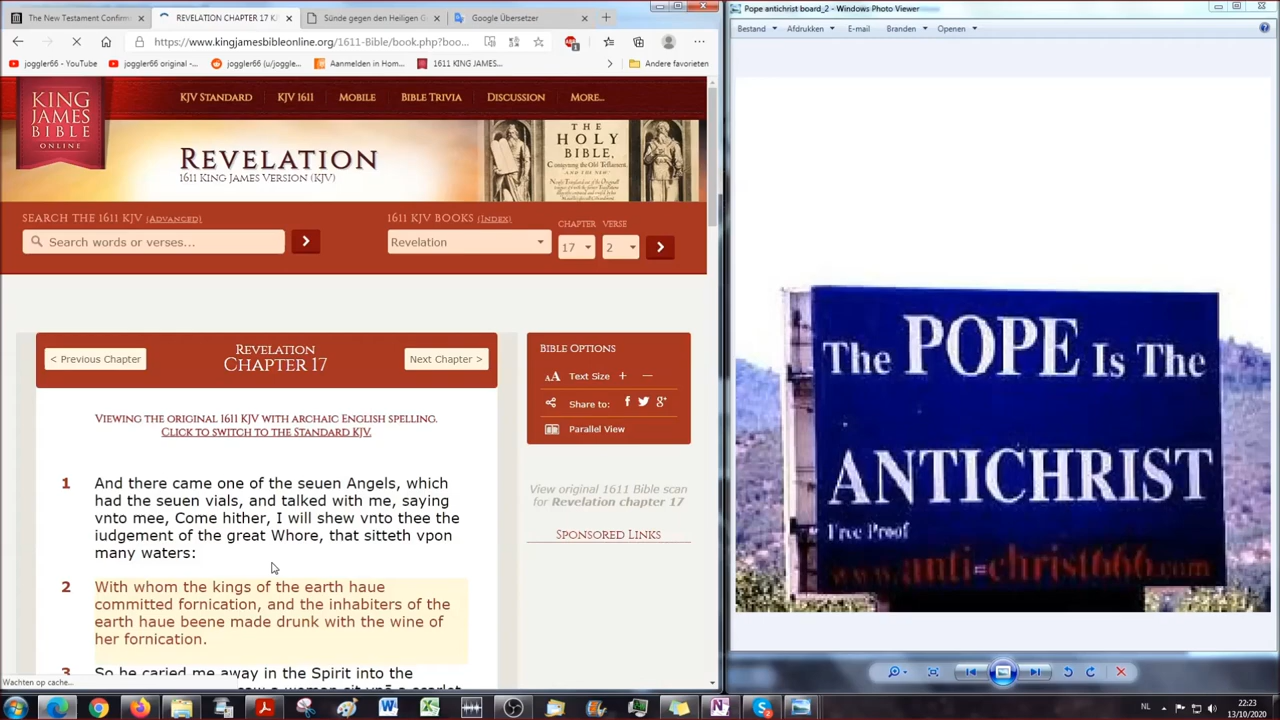 The New Testament Confirm
REVELATION CHAPTER 17 K
Sünde gegen den Heiligen G
Google Übersetzer
https://www.kingjamesbibleonline.org/1611-Bible/book.php?boo...
joggler66 - YouTube
joggler66 original -...
joggler66 (u/joggle...
Aanmelden in Hom...
1611 KING JAMES...
Andere favorieten
KING
JAMES
BIBLE
ONLINE
KJV Standard
KJV 1611
Mobile
Bible Trivia
Discussion
More...
Revelation
1611 King James Version (KJV)
THE
HOLY
BIBLE,
Search the 1611 KJV (Advanced)
1611 KJV Books (Index)
Chapter
Verse
Search words or verses...
Revelation
17
2
< Previous Chapter
Revelation
Chapter 17
Next Chapter >
Viewing the original 1611 KJV with archaic English spelling.
Click to switch to the Standard KJV.
1 And there came one of the seuen Angels, which
had the seuen vials, and talked with me, saying
vnto mee, Come hither, I will shew vnto thee the
iudgement of the great Whore, that sitteth vpon
many waters:
2 With whom the kings of the earth haue
committed fornication, and the inhabiters of the
earth haue beene made drunk with the wine of
her fornication.
3 So he caried me away in the Spirit into the
Bible Options
AA Text Size + —
Share to:
Parallel View
View original 1611 Bible scan
for Revelation chapter 17
Sponsored Links
Wachten op cache...
Pope antichrist board_2 - Windows Photo Viewer
Bestand
Afdrukken
E-mail
Branden
Openen
The POPE Is The
ANTICHRIST
Free Proof
www.anti=christ666.com
NL
22:23
13/10/2020